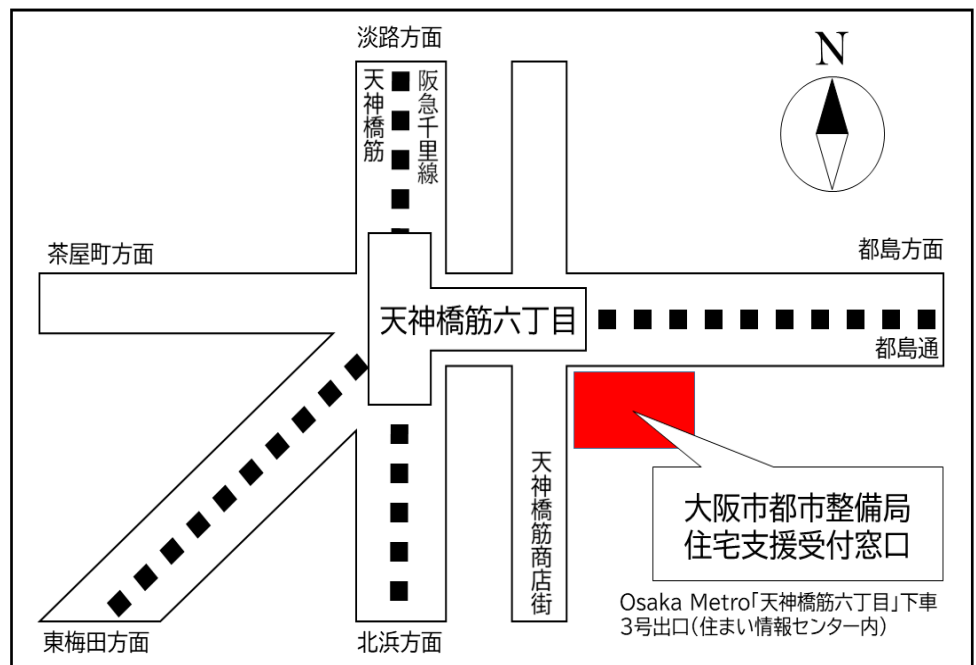 淡路方面
天神橋筋
阪急千里線
N
茶屋町方面
都島方面
天神橋筋六丁目
都島通
天神橋筋商店街
大阪市都市整備局
住宅支援受付窓口
Osaka Metro「天神橋筋六丁目」下車
3号出口(住まい情報センター内)
東梅田方面
北浜方面